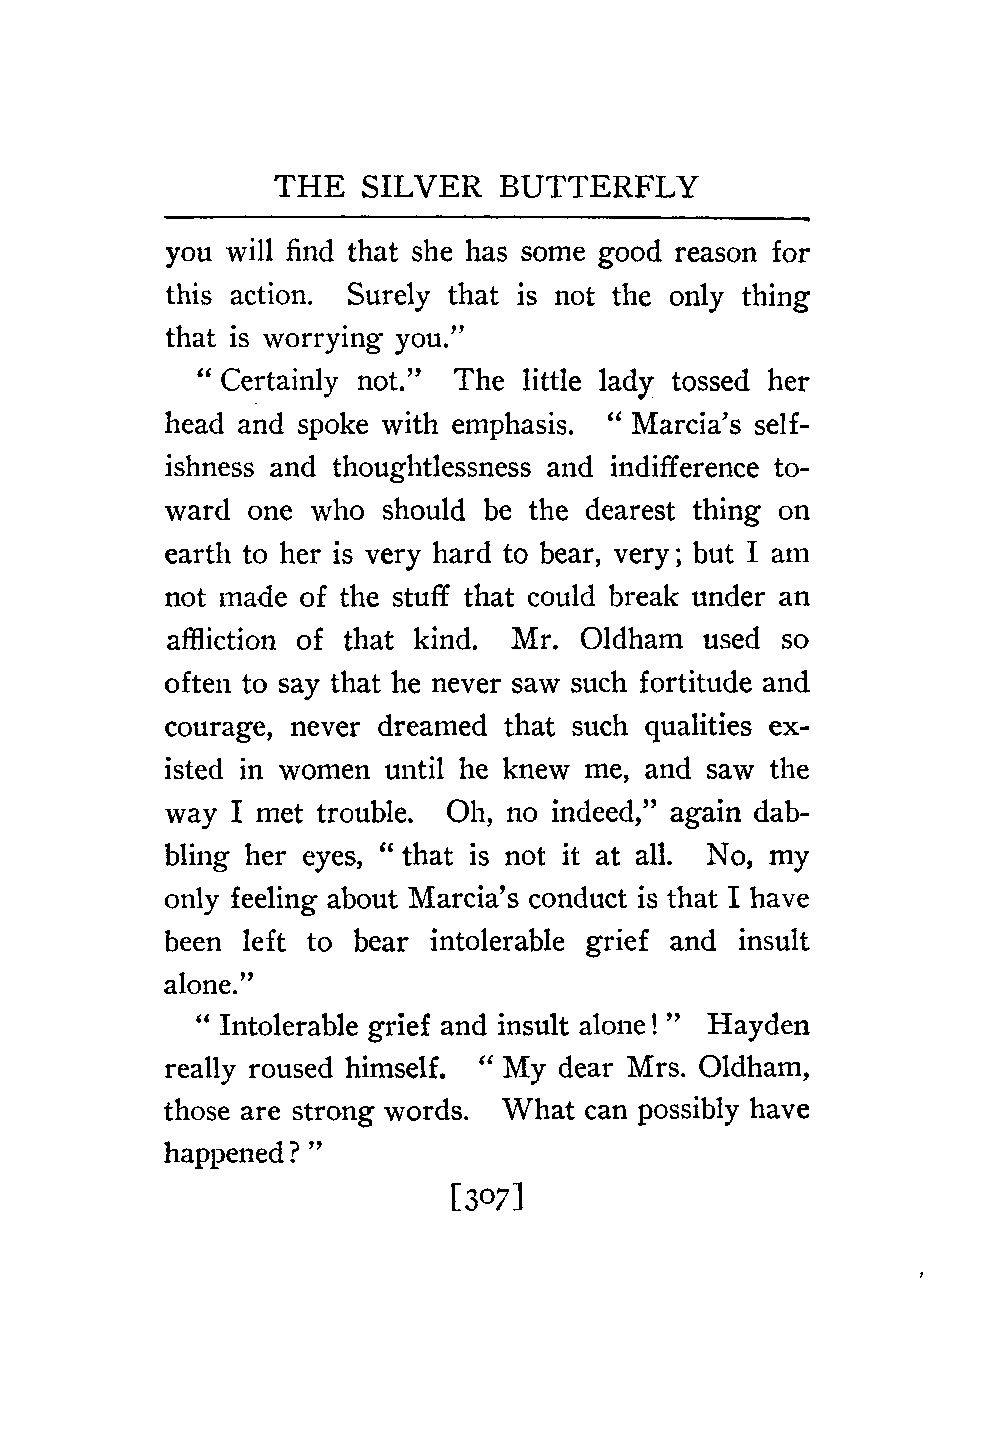 THE SILVER BUTTERFLY
you will find that she has some good reason for
this action. Surely that is not the only thing
that is worrying you."
" Certainly not." The little lady tossed her
head and spoke with emphasis. " Marcia's self-
ishness and thoughtlessness and indifference to-
ward one who should be the dearest thing on
earth to her is very hard to bear, very; but I am
not made of the stuff that could break under an
affliction of that kind. Mr. Oldham used so
often to say that he never saw such fortitude and
courage, never dreamed that such qualities ex-
isted in women until he knew me, and saw the
way I met trouble. Oh, no indeed," again dab-
bling her eyes, " that is not it at all. No, my
only feeling about Marcia's conduct is that I have
been left to bear intolerable grief and insult
alone."
" Intolerable grief and insult alone! " Hayden
really roused himself. " My dear Mrs. Oldham,
those are strong words. What can possibly have
happened? "
[307]